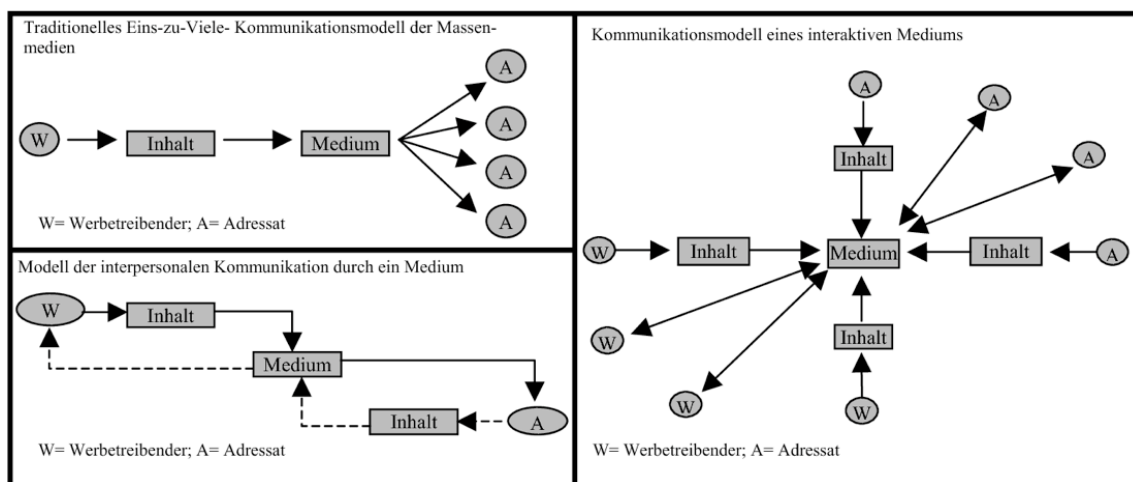 Traditionelles Eins-zu-Viele- Kommunikationsmodell der Massen-
medien
A
A
W
Inhalt
Medium
A
A
W= Werbetreibender; A= Adressat
Modell der interpersonalen Kommunikation durch ein Medium
W
Inhalt
Medium
Inhalt
A
W= Werbetreibender; A= Adressat
Kommunikationsmodell eines interaktiven Mediums
A
A
A
Inhalt
W
Inhalt
Medium
Inhalt
A
W
Inhalt
W
W
W= Werbetreibender; A= Adressat